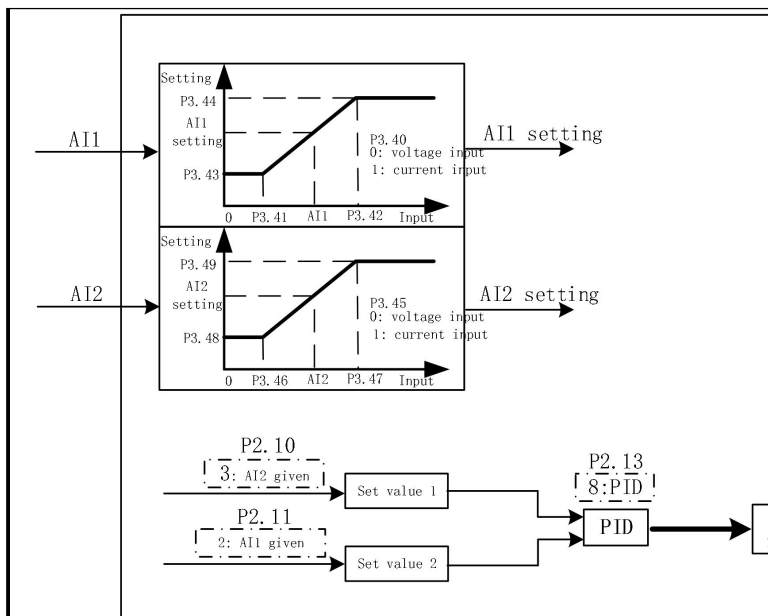 Setting
P3.44
AI1
setting
P3.43
0 P3.41 AI1 P3.42 Input
P3.40
0: voltage input
1: current input
AI1
AI1 setting
Setting
P3.49
AI2
setting
P3.48
0 P3.46 AI2 P3.47 Input
P3.45
0: voltage input
1: current input
AI2
AI2 setting
P2.10
3: AI2 given
Set value 1
P2.11
2: AI1 given
Set value 2
P2.13
8:PID
PID